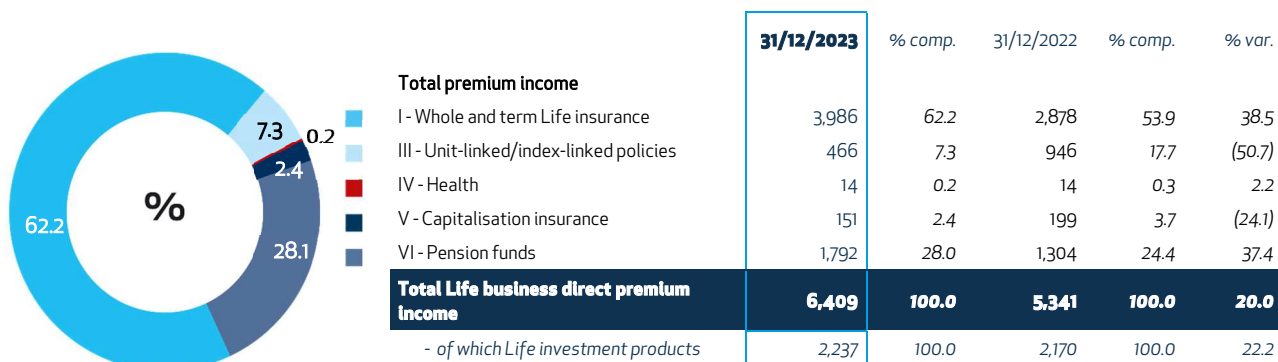 31/12/2023 % comp. 31/12/2022 % comp. % var.
Total premium income
I - Whole and term Life insurance 3,986 62.2 2,878 53.9 38.5
III - Unit-linked/index-linked policies 466 7.3 946 17.7 (50.7)
IV - Health 14 0.2 14 0.3 2.2
V - Capitalisation insurance 151 2.4 199 3.7 (24.1)
VI - Pension funds 1,792 28.0 1,304 24.4 37.4
Total Life business direct premium
income 6,409 100.0 5,341 100.0 20.0
- of which Life investment products 2,237 100.0 2,170 100.0 22.2
7.3
0.2
2.4
%
62.2
28.1